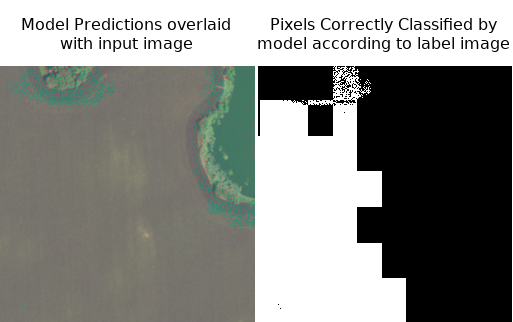 Model Predictions overlaid
with input image
Pixels Correctly Classified by
model according to label image